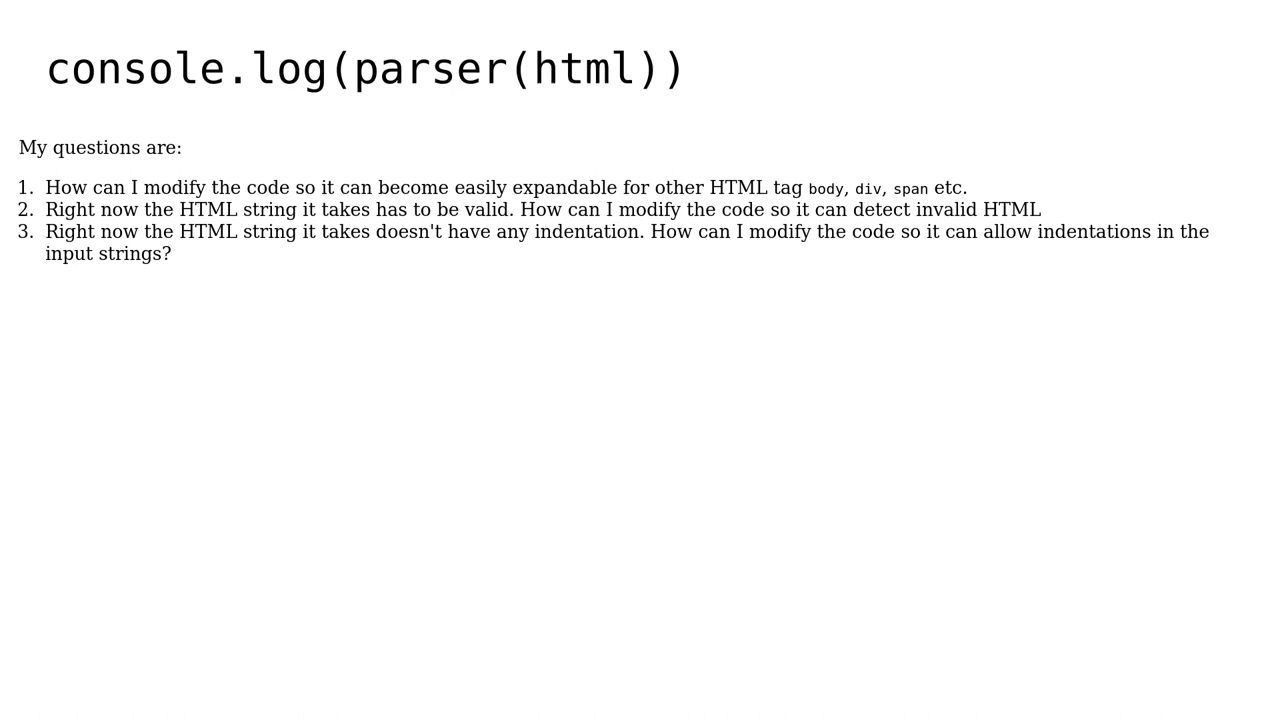 console.log(parser(html))
My questions are:
1. How can I modify the code so it can become easily expandable for other HTML tag body, div, span etc.
2. Right now the HTML string it takes has to be valid. How can I modify the code so it can detect invalid HTML
3. Right now the HTML string it takes doesn't have any indentation. How can I modify the code so it can allow indentations in the
input strings?